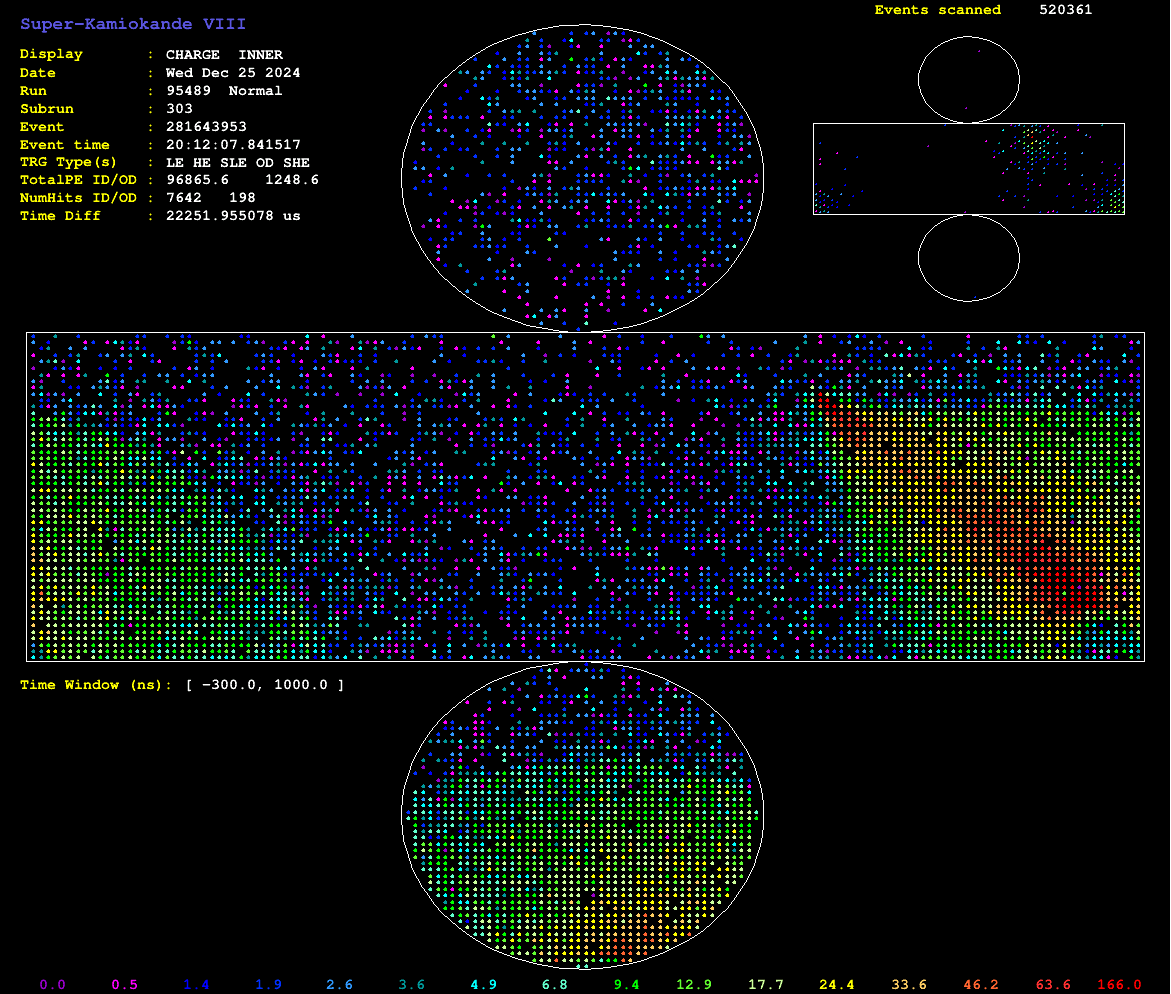 Super-Kamiokande VIII
Events scanned 520361
Display : CHARGE INNER
Date : Wed Dec 25 2024
Run : 95489 Normal
Subrun : 303
Event : 281643953
Event time : 20:12:07.841517
TRG Type(s) : LE HE SLE OD SHE
TotalPE ID/OD : 96865.6 1248.6
NumHits ID/OD : 7642 198
Time Diff : 22251.955078 us
Time Window (ns): [ −300.0, 1000.0 ]
0.0 0.5 1.4 1.9 2.6 3.6 4.9 6.8 9.4 12.9 17.7 24.4 33.6 46.2 63.6 166.0